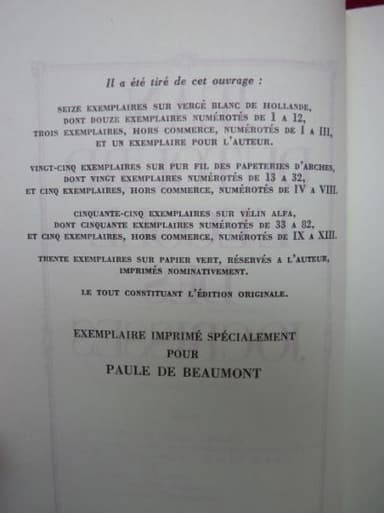 Il a été tiré de cet ouvrage :
SEIZE EXEMPLAIRES SUR VERGÉ BLANC DE HOLLANDE,
DONT DOUZE EXEMPLAIRES NUMÉROTÉS DE 1 A 12,
TROIS EXEMPLAIRES, HORS COMMERCE, NUMÉROTÉS DE I A III,
ET UN EXEMPLAIRE POUR L'AUTEUR.
VINGT-CINQ EXEMPLAIRES SUR PUR FIL DES PAPETERIES D'ARCHES,
DONT VINGT EXEMPLAIRES NUMÉROTÉS DE 13 A 32,
ET CINQ EXEMPLAIRES, HORS COMMERCE, NUMÉROTÉS DE IV A VIII.
CINQUANTE-CINQ EXEMPLAIRES SUR VÉLIN ALFA,
DONT CINQUANTE EXEMPLAIRES NUMÉROTÉS DE 33 A 82,
ET CINQ EXEMPLAIRES, HORS COMMERCE, NUMÉROTÉS DE IX A XIII.
TRENTE EXEMPLAIRES SUR PAPIER VERT, RÉSERVÉS A L'AUTEUR,
IMPRIMÉS NOMINATIVEMENT.
LE TOUT CONSTITUANT L'ÉDITION ORIGINALE.
EXEMPLAIRE IMPRIMÉ SPÉCIALEMENT
POUR
PAULE DE BEAUMONT